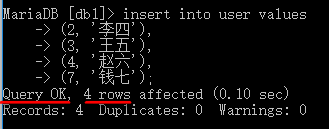 MariaDB [db1]> insert into user values
-> (2, '李四'),
-> (3, '王五'),
-> (4, '赵六'),
-> (7, '钱七');
Query OK, 4 rows affected (0.10 sec)
Records: 4  Duplicates: 0  Warnings: 0